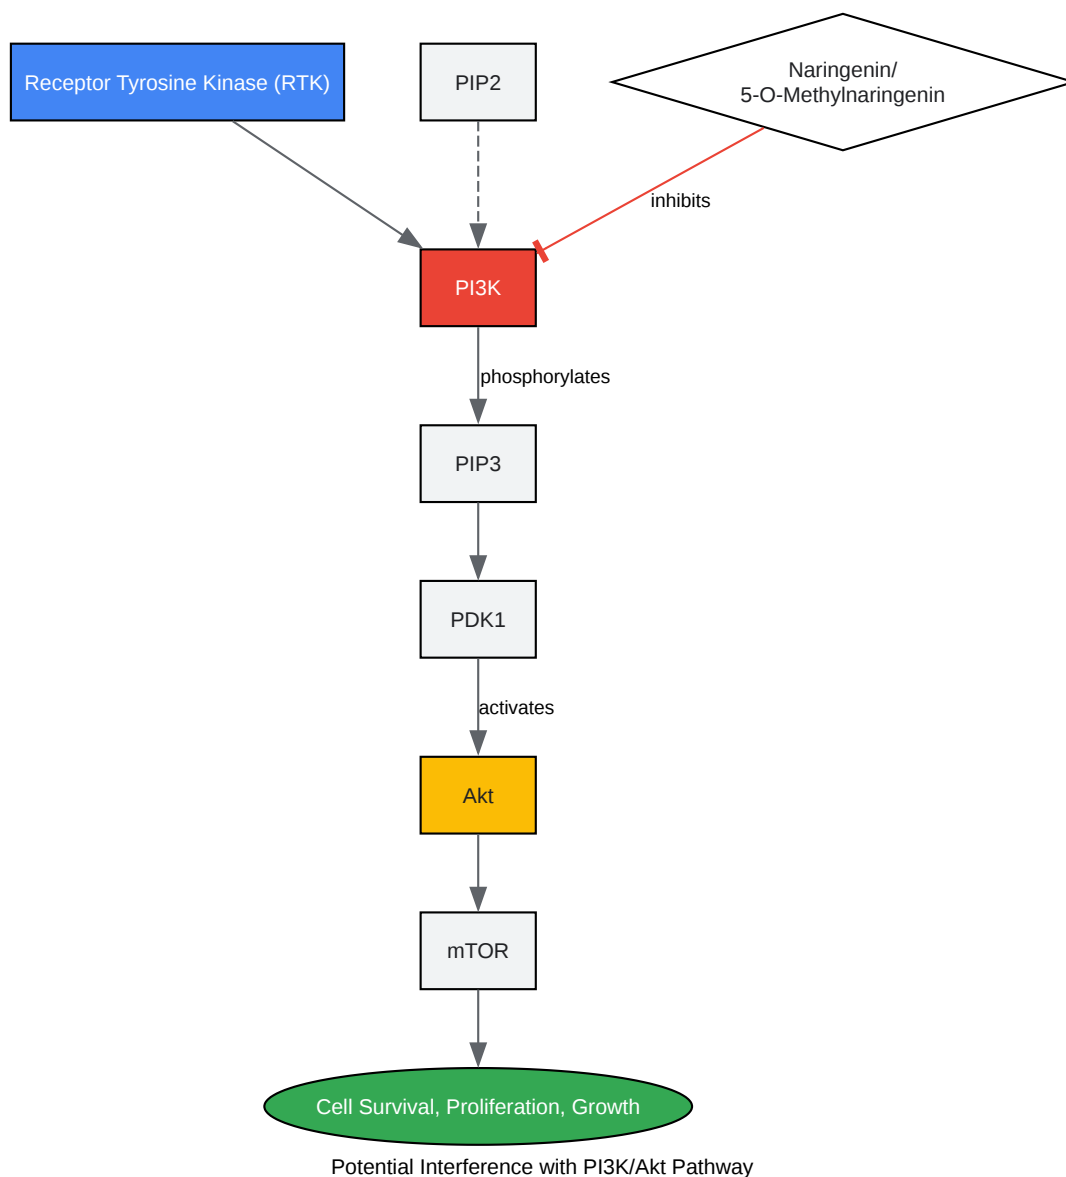 Receptor Tyrosine Kinase (RTK)
PIP2
Naringenin/
5-O-Methylnaringenin
inhibits
PI3K
phosphorylates
PIP3
PDK1
activates
Akt
mTOR
Cell Survival, Proliferation, Growth
Potential Interference with PI3K/Akt Pathway